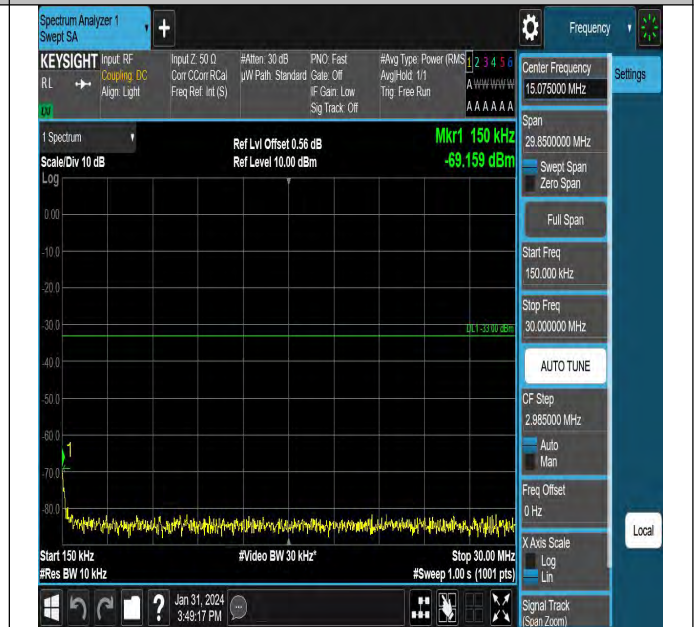 Spectrum Analyzer 1
Swept SA
+
Frequency
KEYSIGHT
RL
Input: RF
Coupling: DC
Align: Light
Input Z: 50 Ω
Corr CCorr RCal
Freq Ref: Int (S)
#Atten: 30 dB
µW Path: Standard
PNO: Fast
Gate: Off
IF Gain: Low
Sig Track: Off
#Avg Type: Power (RMS
Avg|Hold: 1/1
Trig: Free Run
1 2 3 4 5 6
A W W W W W
A A A A A A
1 Spectrum
Scale/Div 10 dB
Log
Ref Lvl Offset 0.56 dB
Ref Level 10.00 dBm
Mkr1 150 kHz
-69.159 dBm
0.00
-10.0
-20.0
-30.0
-40.0
-50.0
-60.0
-70.0
-80.0
DL1 -33.00 dBm
1
Start 150 kHz
#Res BW 10 kHz
#Video BW 30 kHz*
Stop 30.00 MHz
#Sweep 1.00 s (1001 pts)
Center Frequency
15.075000 MHz
Settings
Span
29.8500000 MHz
Swept Span
Zero Span
Full Span
Start Freq
150.000 kHz
Stop Freq
30.000000 MHz
AUTO TUNE
CF Step
2.985000 MHz
Auto
Man
Freq Offset
0 Hz
X Axis Scale
Log
Lin
Local
Signal Track
(Span Zoom)
?
Jan 31, 2024
3:49:17 PM